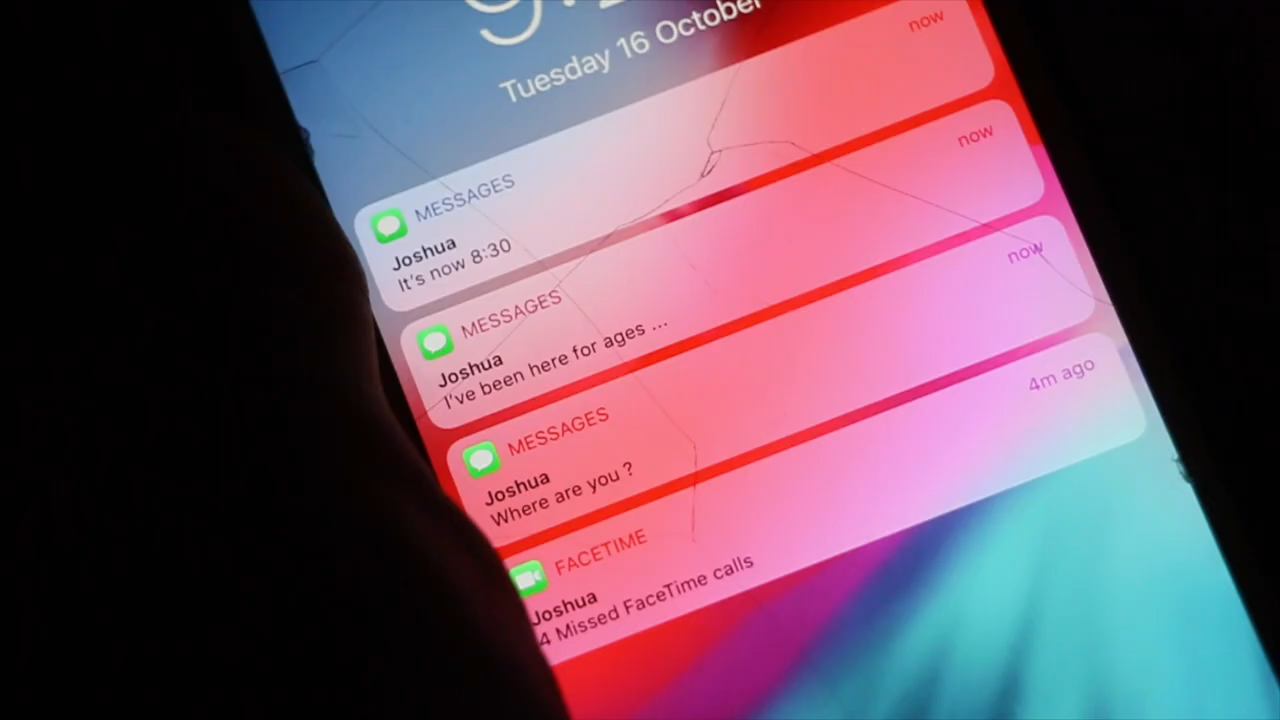 Tuesday 16 October
MESSAGES now
Joshua
It's now 8:30
MESSAGES now
Joshua
I've been here for ages ...
MESSAGES now
Joshua
Where are you ?
FACETIME 4m ago
Joshua
4 Missed FaceTime calls